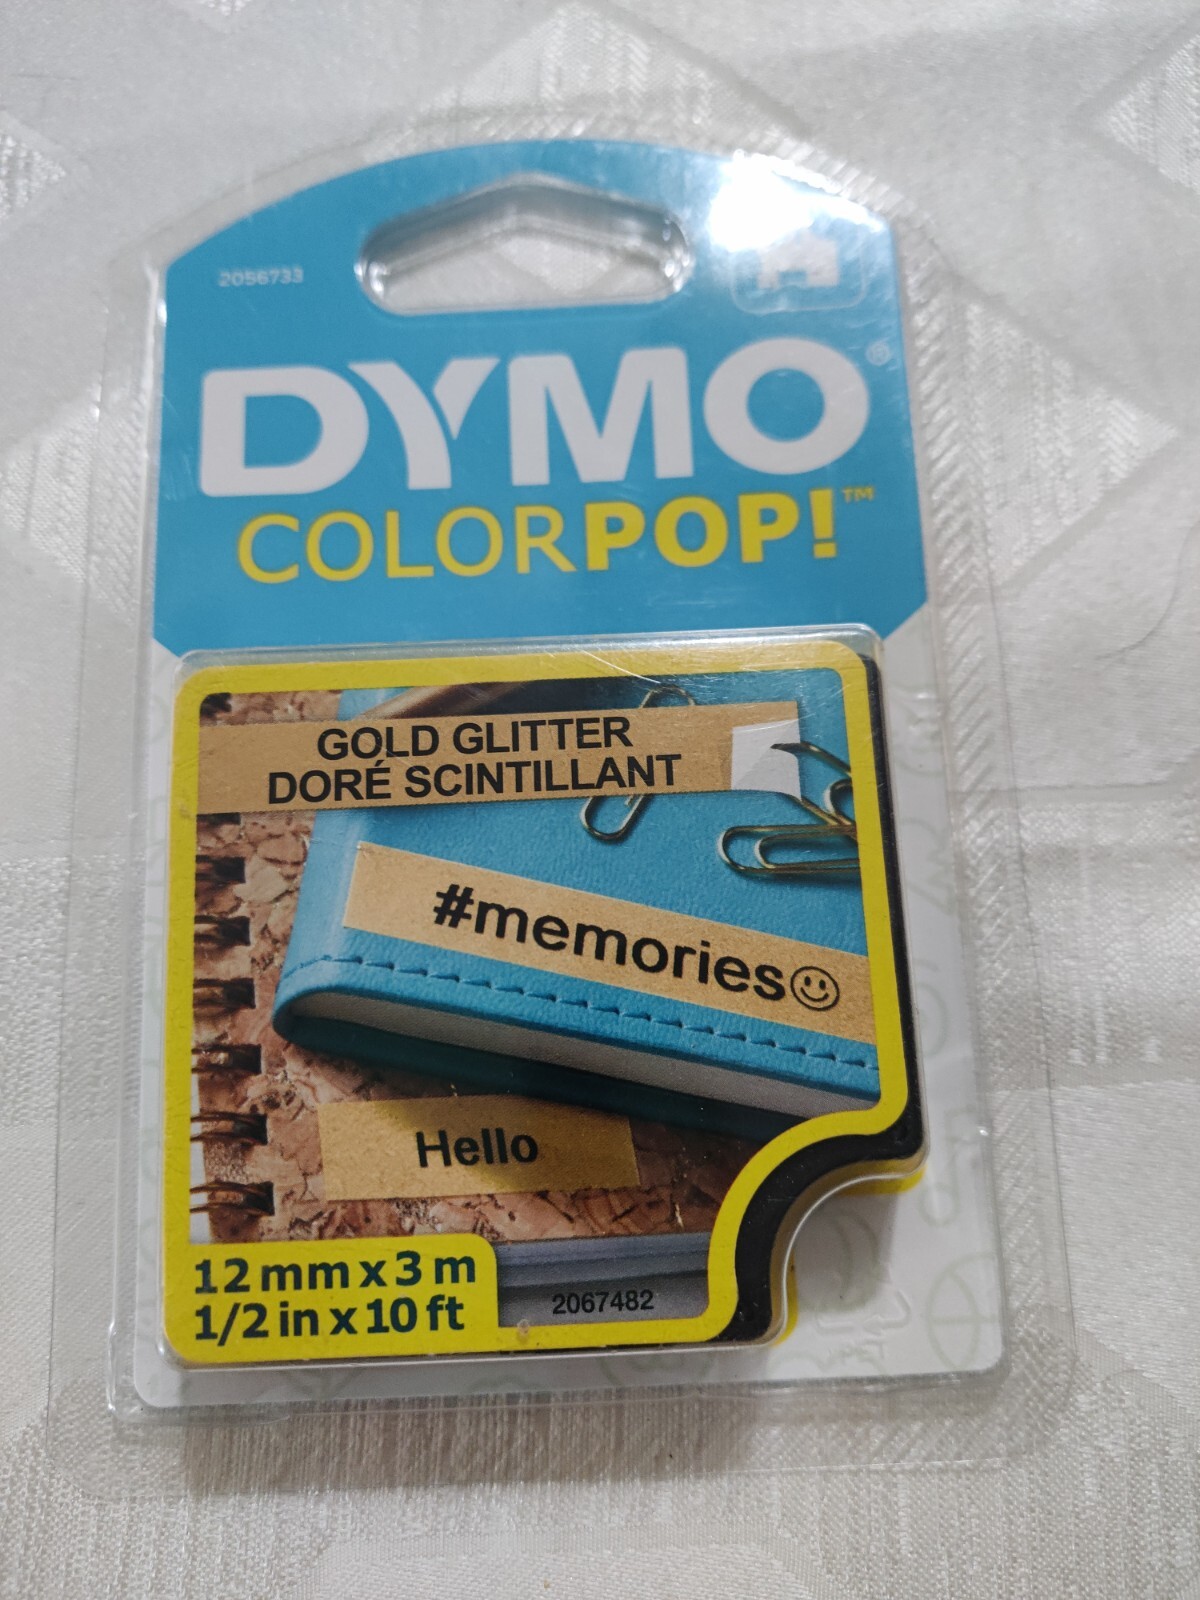 2056733
DYMO®
COLORPOP!™
GOLD GLITTER
DORÉ SCINTILLANT
#memories☺
Hello
12 mm x 3 m
1/2 in x 10 ft
2067482